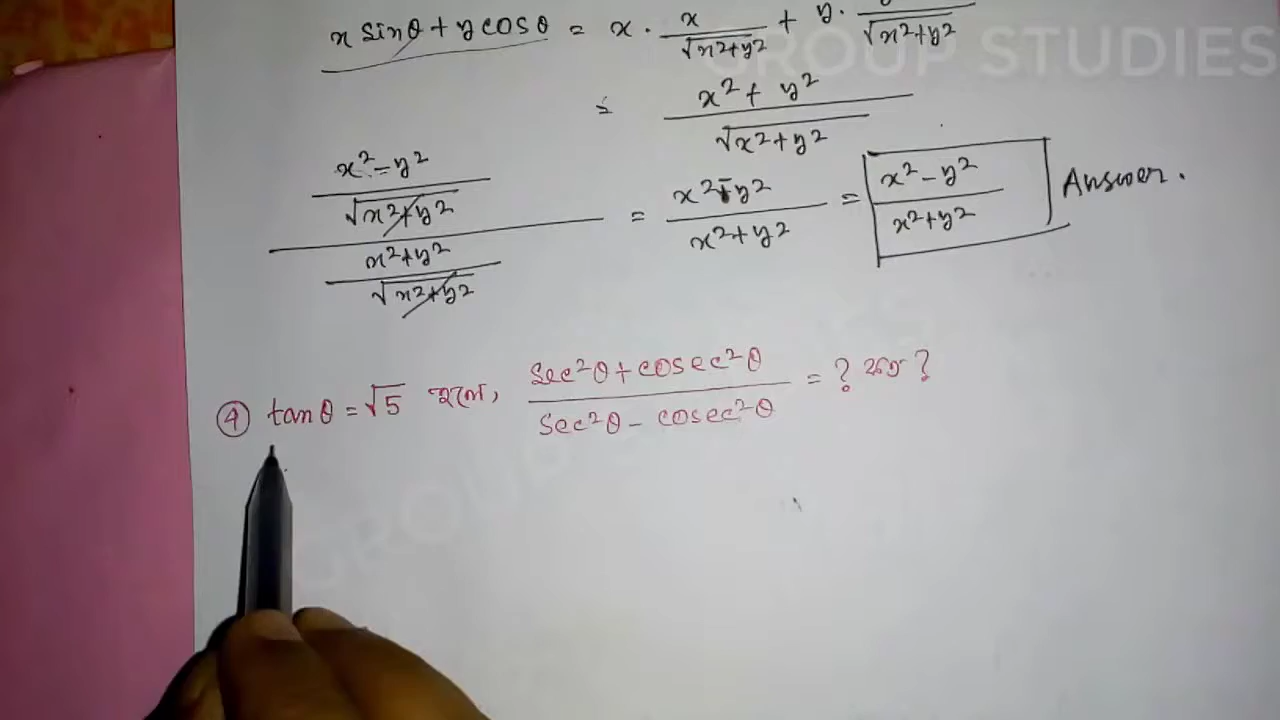 x sinθ + y cosθ = x · x/√x²+y² + y · /√x²+y²
= x² + y² / √x²+y²
x² – y² / √x²+y² / x²+y² / √x²+y² = x² – y² / x²+y² = x² – y² / x²+y² Answer.
④ tanθ = √5 হলে, sec²θ + cosec²θ / sec²θ – cosec²θ = ? কত ?
GROUP STUDIES